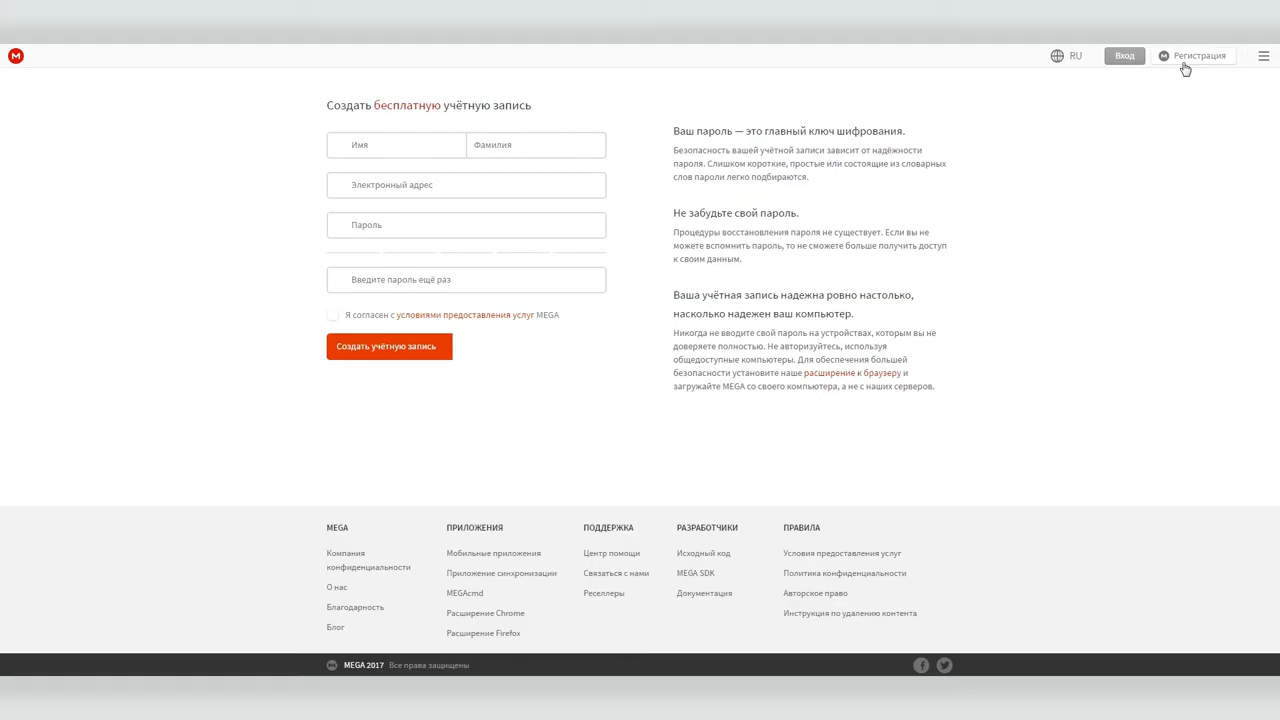 RU
Вход
Регистрация
Создать бесплатную учётную запись
Имя
Фамилия
Электронный адрес
Пароль
Введите пароль ещё раз
Я согласен с условиями предоставления услуг MEGA
Создать учётную запись
Ваш пароль — это главный ключ шифрования.
Безопасность вашей учётной записи зависит от надёжности
пароля. Слишком короткие, простые или состоящие из словарных
слов пароли легко подбираются.
Не забудьте свой пароль.
Процедуры восстановления пароля не существует. Если вы не
можете вспомнить пароль, то не сможете больше получить доступ
к своим данным.
Ваша учётная запись надежна ровно настолько,
насколько надежен ваш компьютер.
Никогда не вводите свой пароль на устройствах, которым вы не
доверяете полностью. Не авторизуйтесь, используя
общедоступные компьютеры. Для обеспечения большей
безопасности установите наше расширение к браузеру и
загружайте MEGA со своего компьютера, а не с наших серверов.
MEGA
Компания
конфиденциальности
О нас
Благодарность
Блог
ПРИЛОЖЕНИЯ
Мобильные приложения
Приложение синхронизации
MEGAcmd
Расширение Chrome
Расширение Firefox
ПОДДЕРЖКА
Центр помощи
Связаться с нами
Реселлеры
РАЗРАБОТЧИКИ
Исходный код
MEGA SDK
Документация
ПРАВИЛА
Условия предоставления услуг
Политика конфиденциальности
Авторское право
Инструкция по удалению контента
MEGA 2017 Все права защищены